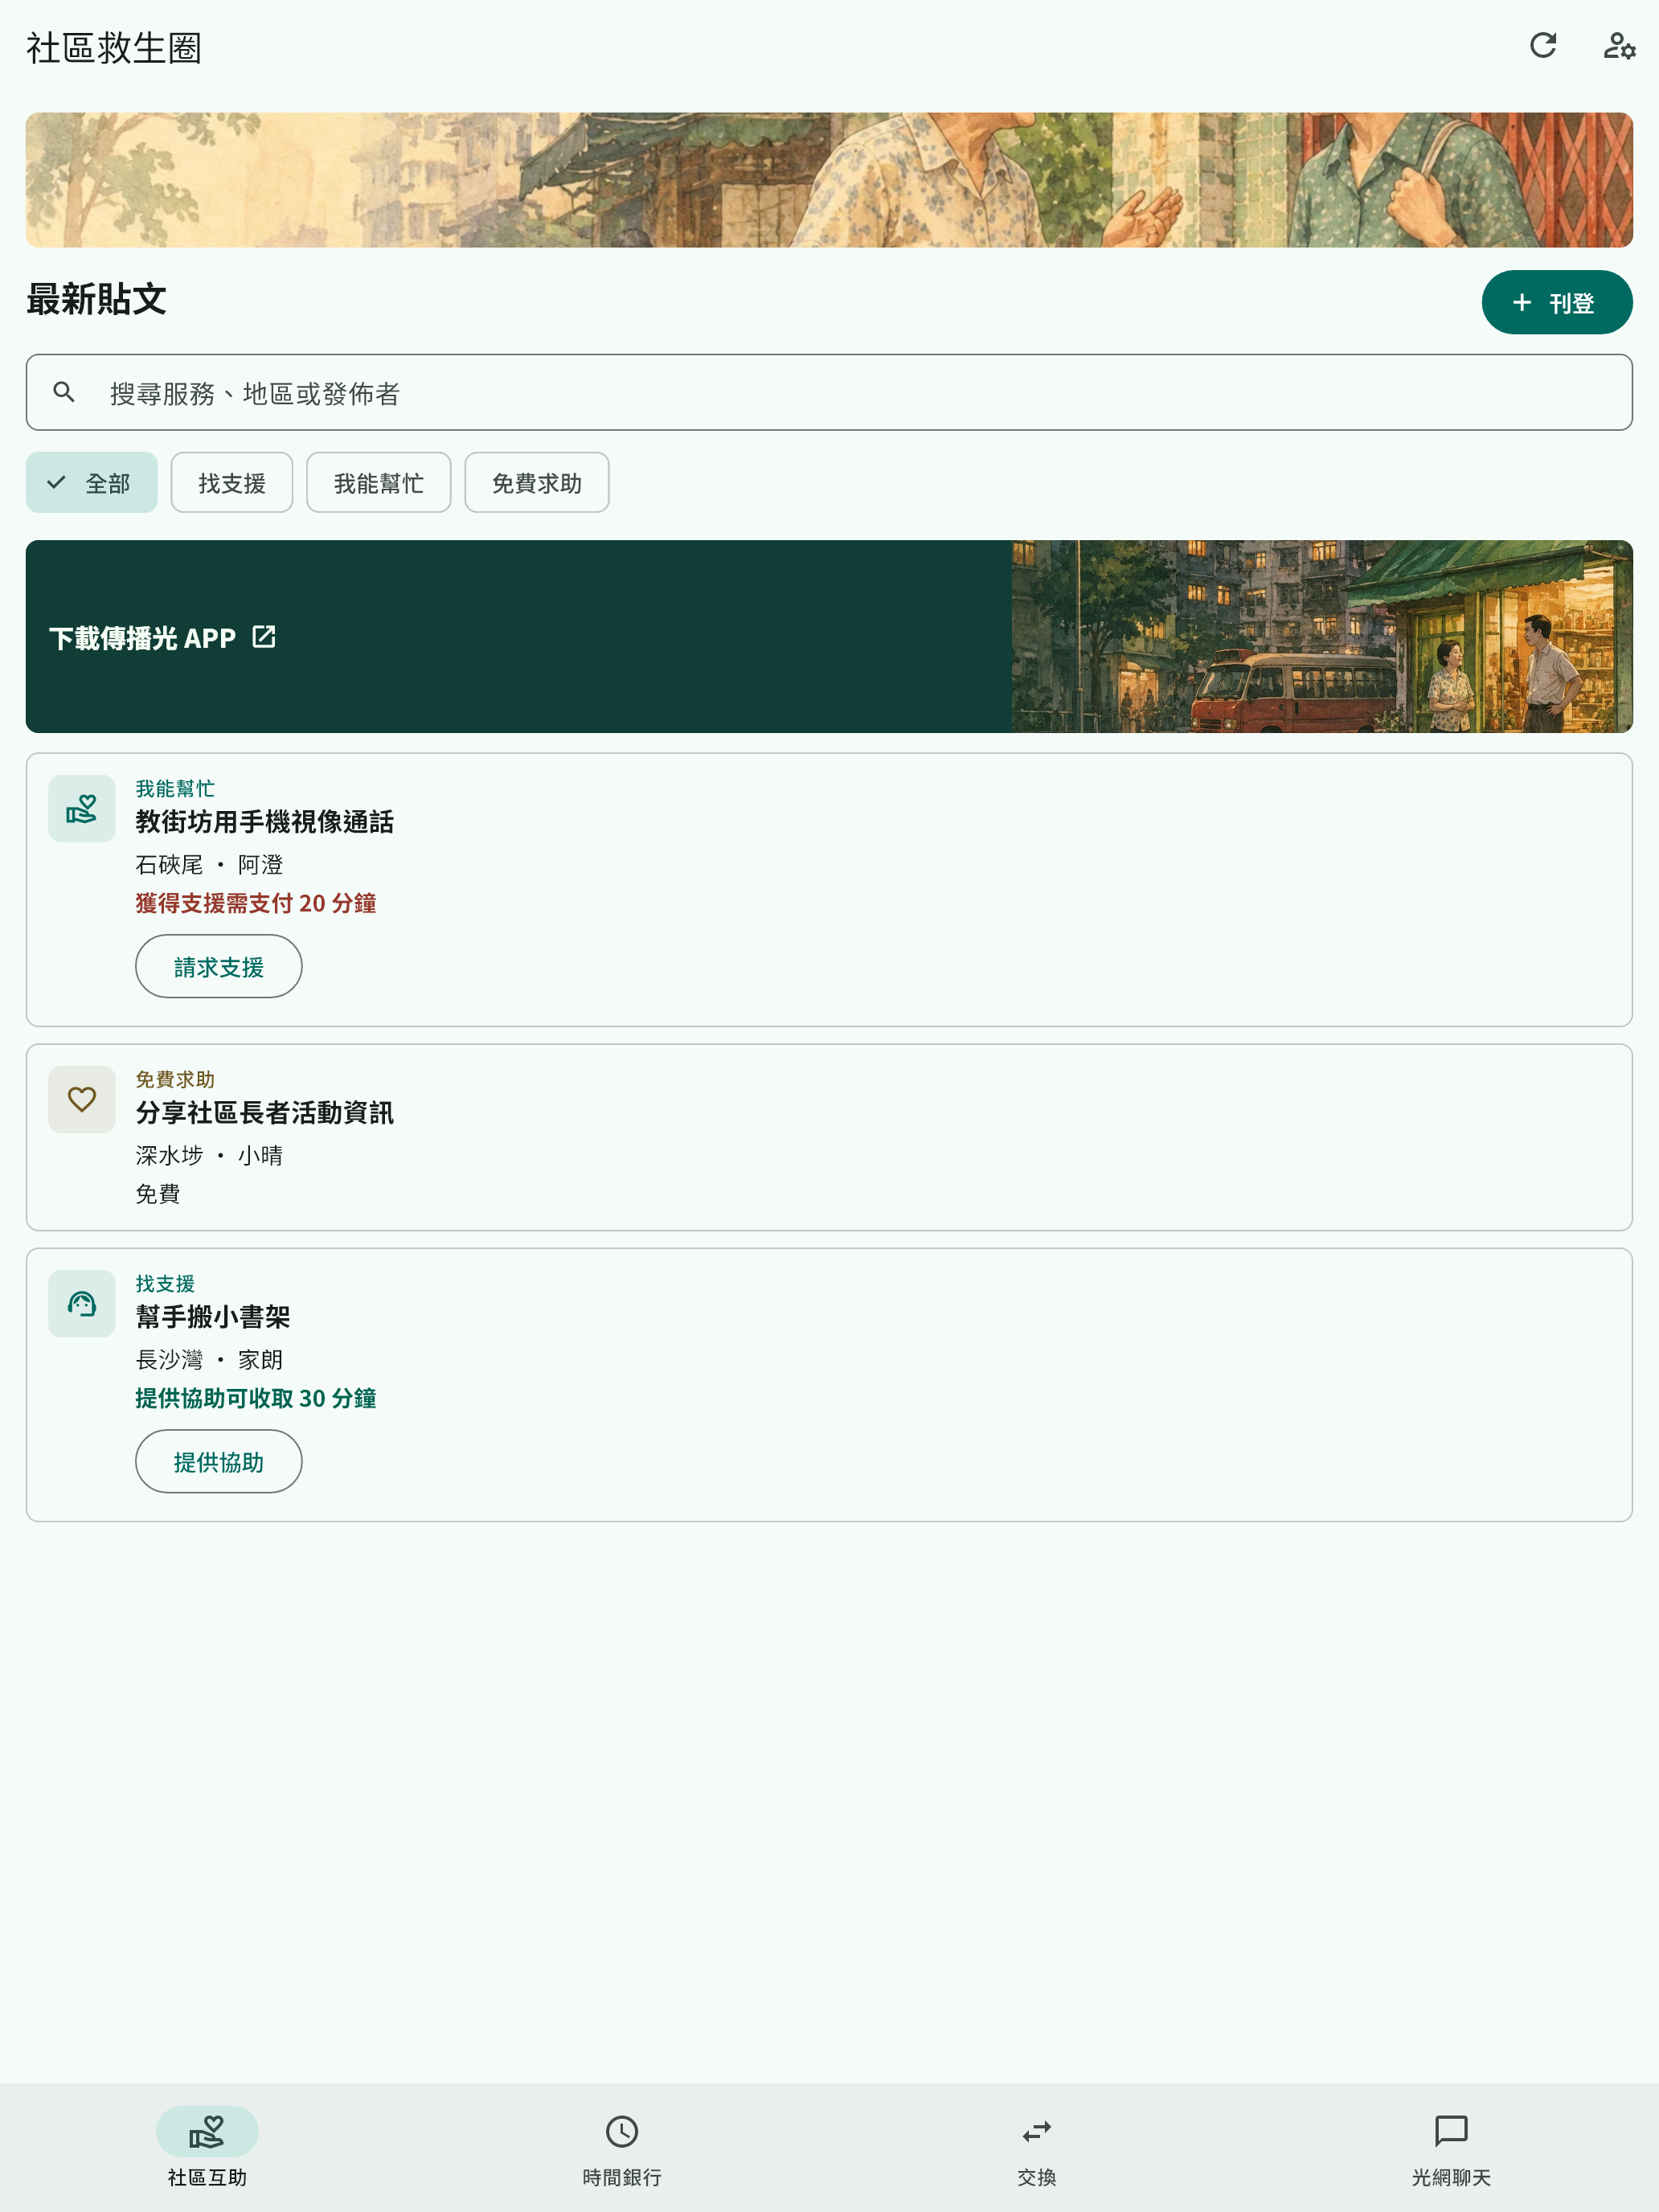 社區救生圈
最新貼文
刊登
搜尋服務、地區或發佈者
全部
找支援
我能幫忙
免費求助
下載傳播光 APP
我能幫忙
教街坊用手機視像通話
石硤尾 • 阿澄
獲得支援需支付 20 分鐘
請求支援
免費求助
分享社區長者活動資訊
深水埗 • 小晴
免費
找支援
幫手搬小書架
長沙灣 • 家朗
提供協助可收取 30 分鐘
提供協助
社區互助
時間銀行
交換
光網聊天